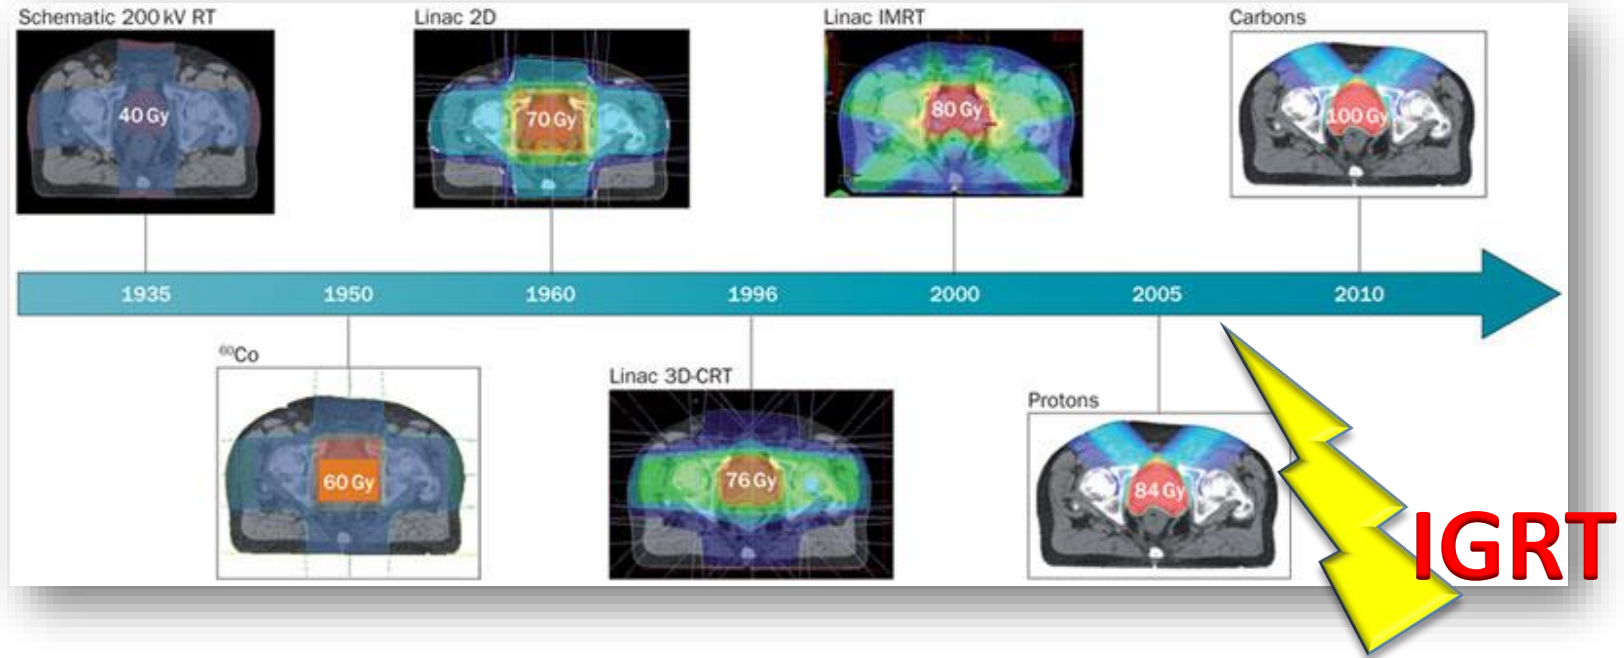 Schematic 200 kV RT
Linac 2D
Linac IMRT
Carbons
40 Gy
70 Gy
80 Gy
100 Gy
1935
1950
1960
1996
2000
2005
2010
⁶⁰Co
Linac 3D-CRT
Protons
60 Gy
76 Gy
84 Gy
IGRT